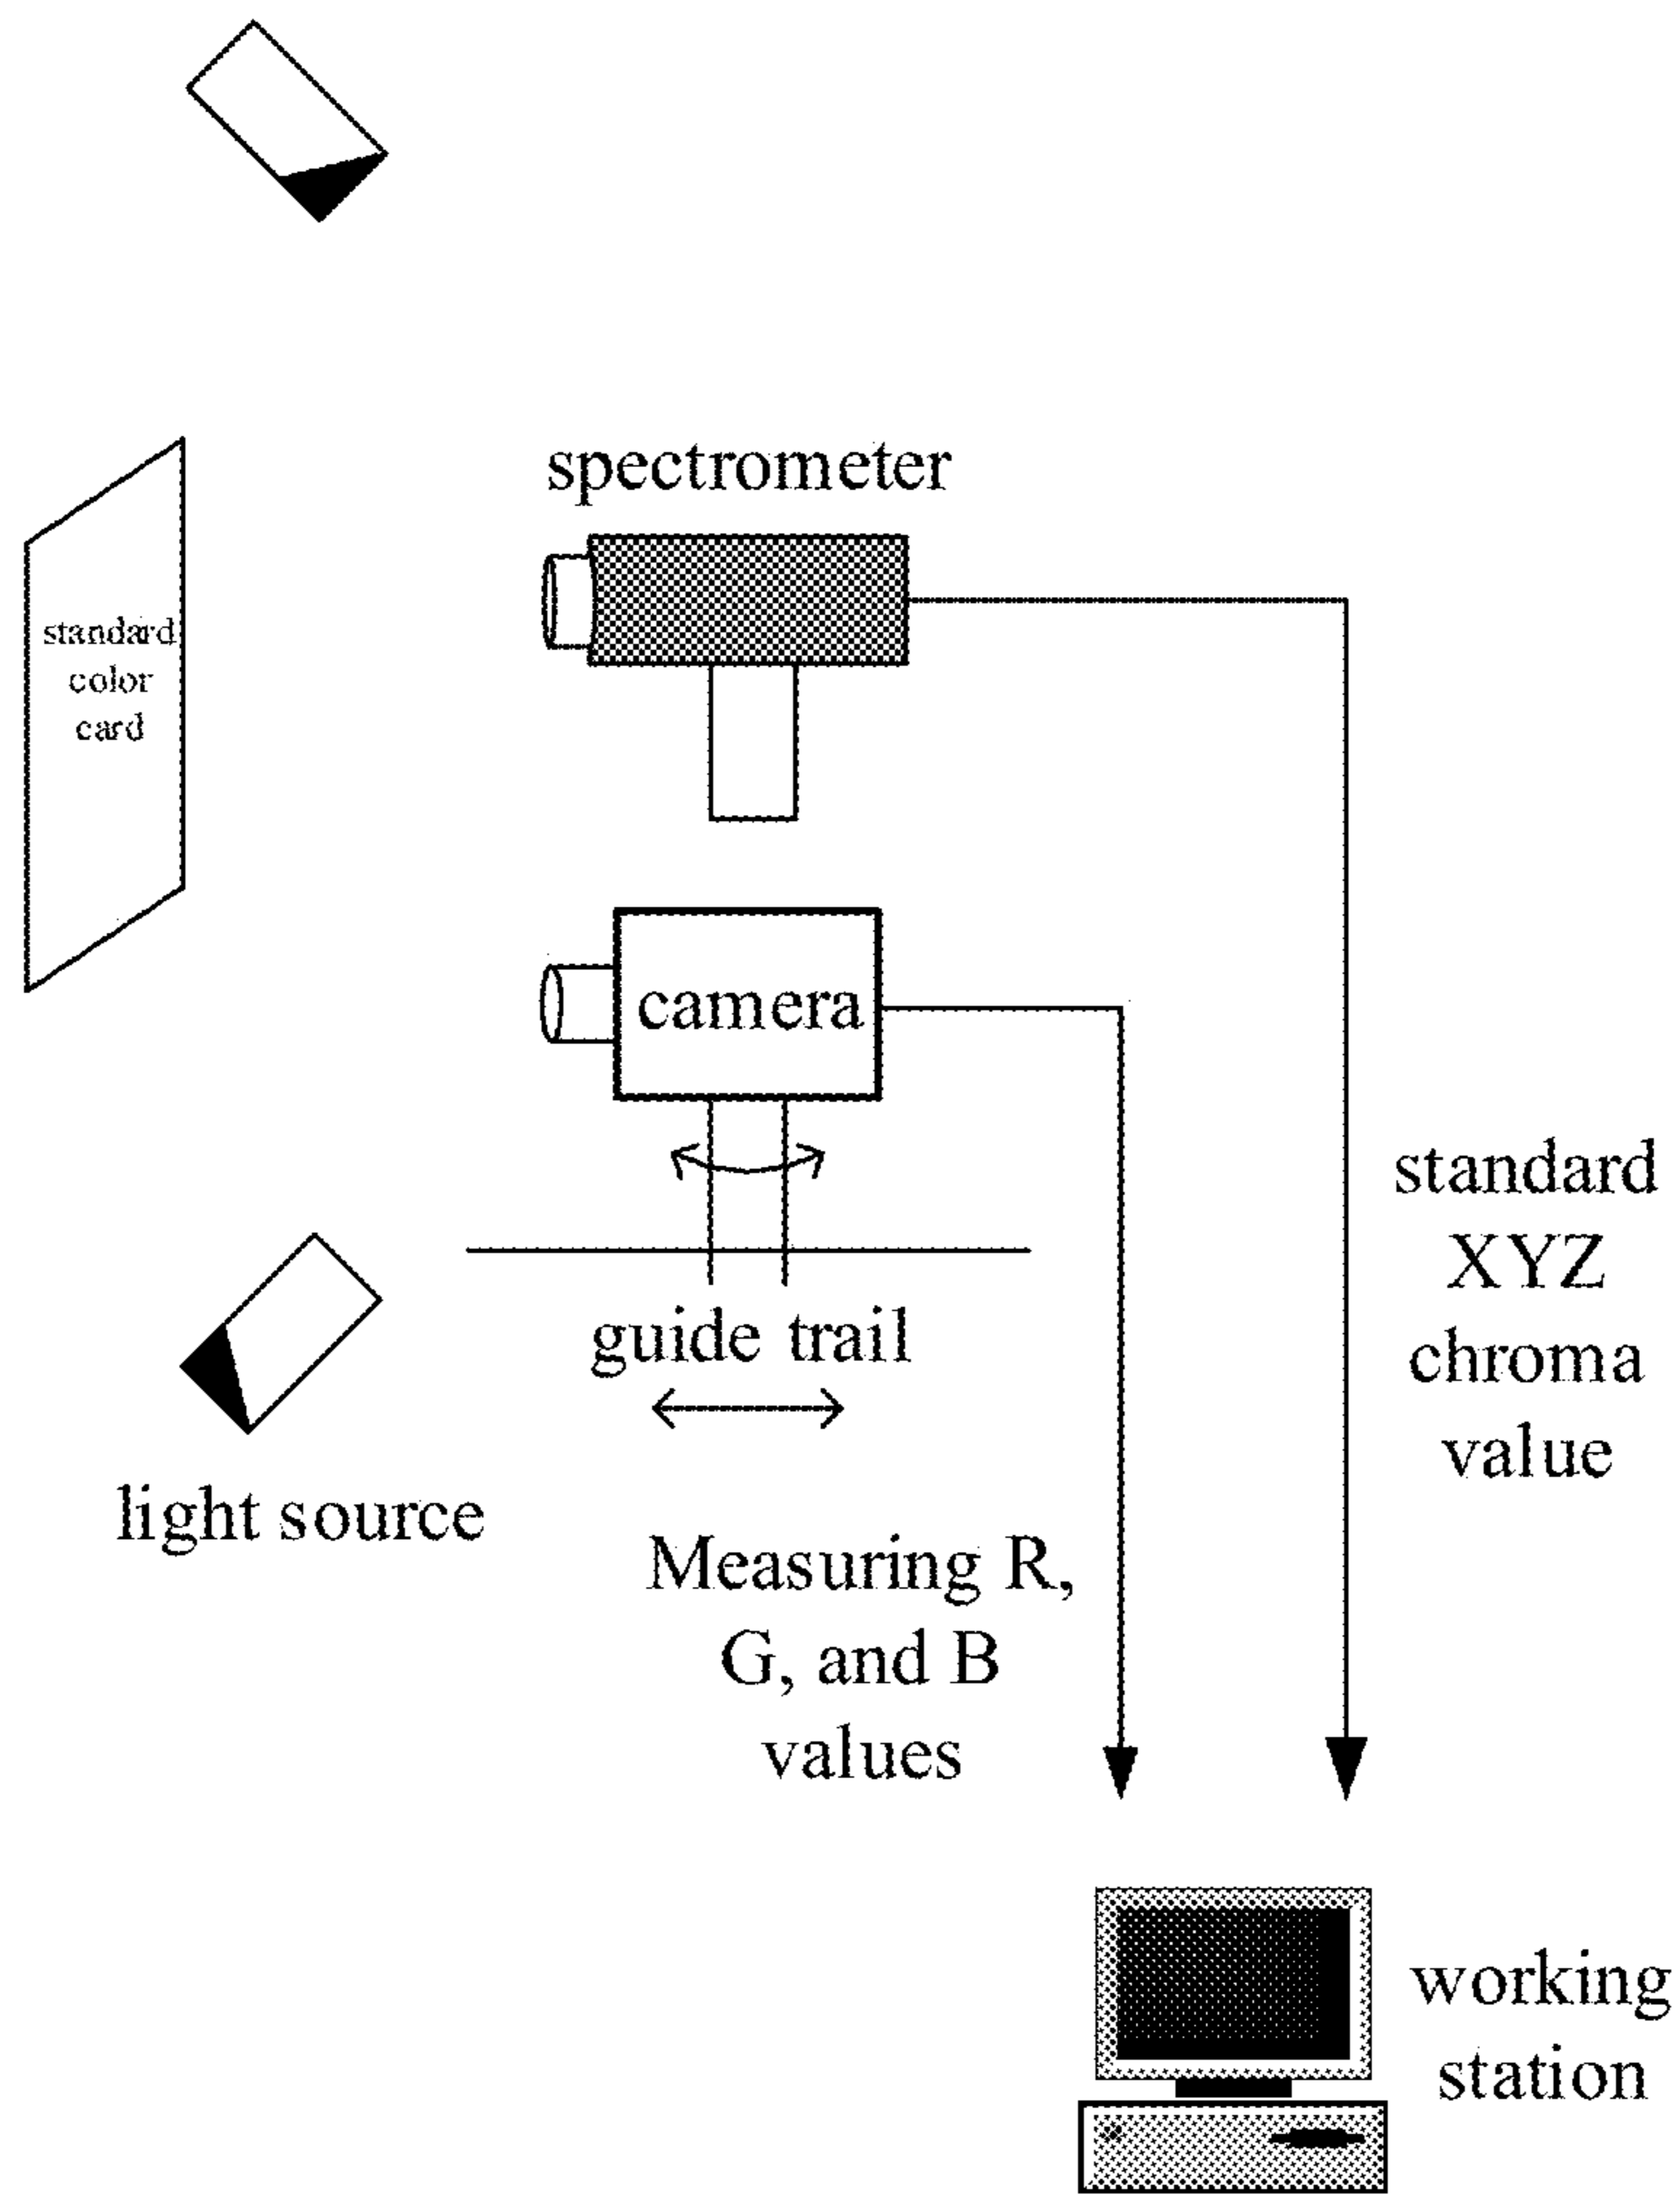 spectrometer
standard
color
card
camera
guide trail
light source
standard
XYZ
chroma
value
Measuring R,
G, and B
values
working
station